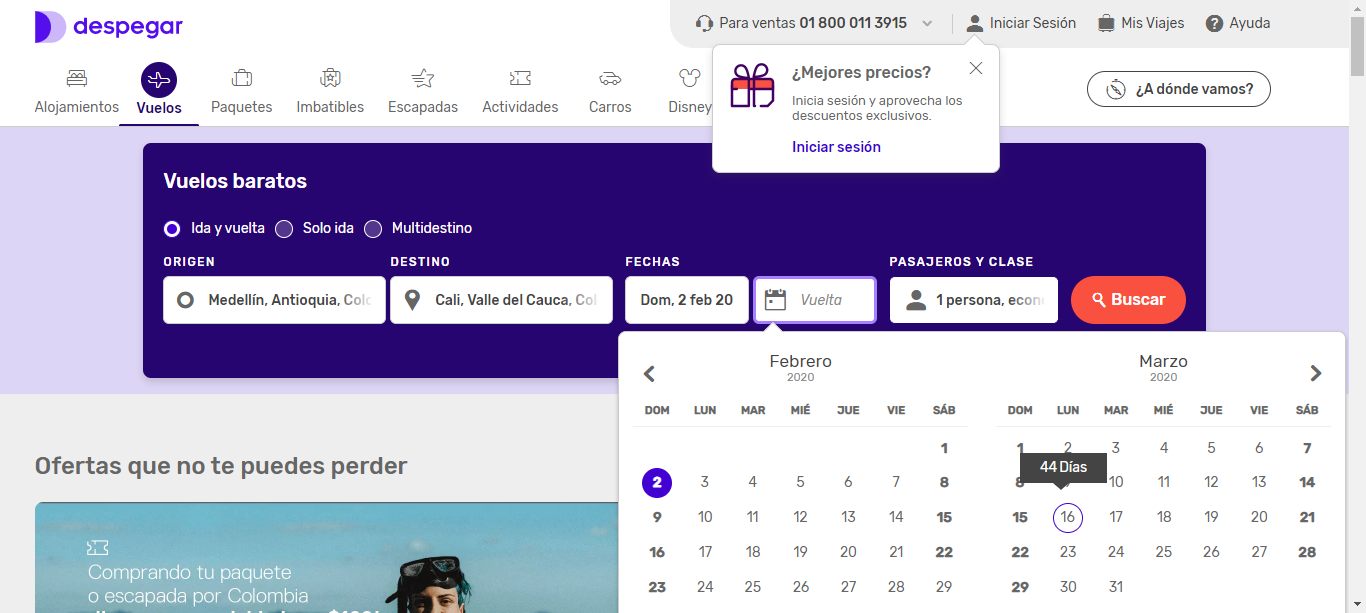 despegar
Para ventas 01 800 011 3915
Iniciar Sesión
Mis Viajes
Ayuda
Alojamientos
Vuelos
Paquetes
Imbatibles
Escapadas
Actividades
Carros
Disney
¿A dónde vamos?
¿Mejores precios?
Inicia sesión y aprovecha los
descuentos exclusivos.
Iniciar sesión
Vuelos baratos
Ida y vuelta
Solo ida
Multidestino
ORIGEN
DESTINO
FECHAS
PASAJEROS Y CLASE
Medellín, Antioquia, Colo
Cali, Valle del Cauca, Col
Dom, 2 feb 20
Vuelta
1 persona, econ
Buscar
Febrero
2020
DOM LUN MAR MIÉ JUE VIE SÁB
1
2 3 4 5 6 7 8
9 10 11 12 13 14 15
16 17 18 19 20 21 22
23 24 25 26 27 28 29
Marzo
2020
DOM LUN MAR MIÉ JUE VIE SÁB
1 2 3 4 5 6 7
44 Días
8 10 11 12 13 14
15 16 17 18 19 20 21
22 23 24 25 26 27 28
29 30 31
Ofertas que no te puedes perder
Comprando tu paquete
o escapada por Colombia